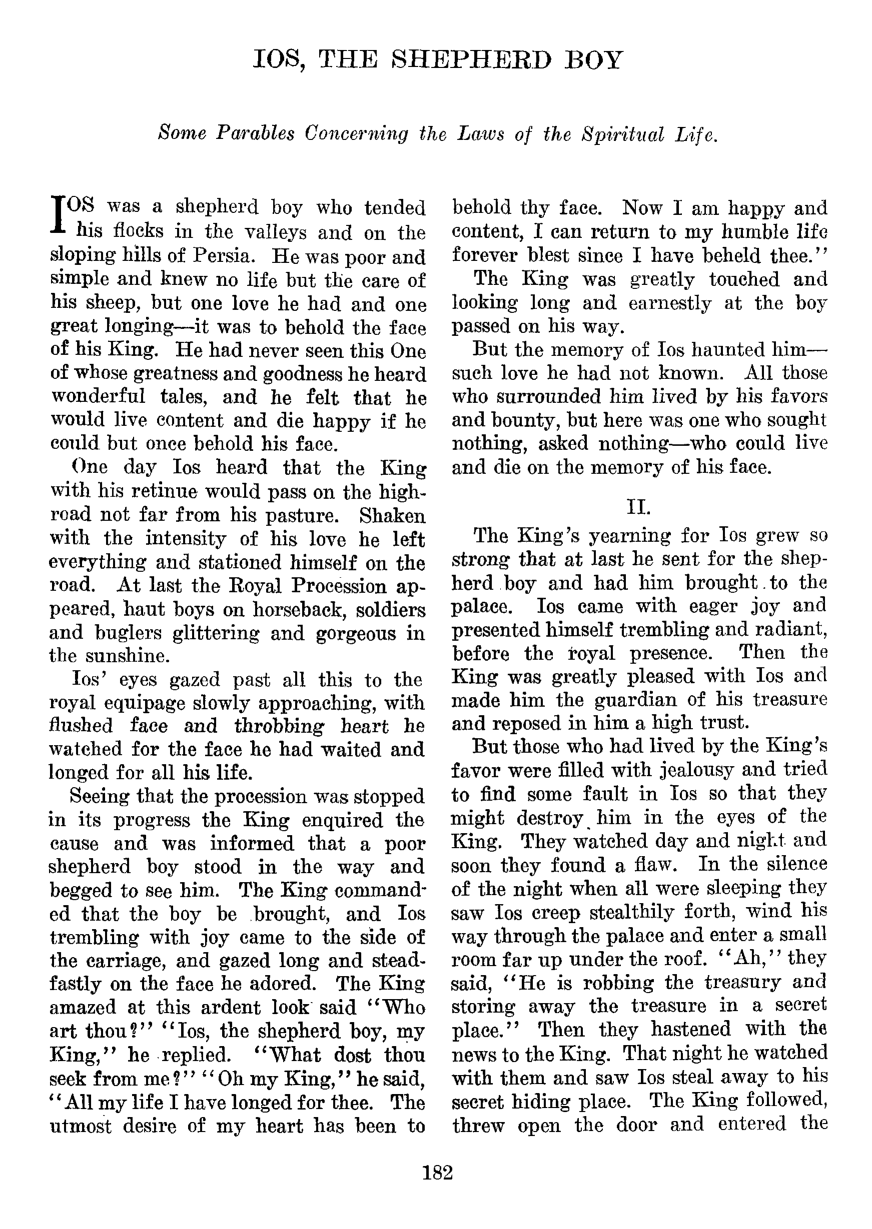 IOS, THE SHEPHERD BOY
Some Parables Concerning the Laws of the Spiritual Life.
IOS was a shepherd boy who tended
his flocks in the valleys and on the
sloping hills of Persia. He was poor and
simple and knew no life but the care of
his sheep, but one love he had and one
great longing—it was to behold the face
of his King. He had never seen this One
of whose greatness and goodness he heard
wonderful tales, and he felt that he
would live content and die happy if he
could but once behold his face.
One day Ios heard that the King
with his retinue would pass on the high-
road not far from his pasture. Shaken
with the intensity of his love he left
everything and stationed himself on the
road. At last the Royal Procession ap-
peared, haut boys on horseback, soldiers
and buglers glittering and gorgeous in
the sunshine.
Ios' eyes gazed past all this to the
royal equipage slowly approaching, with
flushed face and throbbing heart he
watched for the face he had waited and
longed for all his life.
Seeing that the procession was stopped
in its progress the King enquired the
cause and was informed that a poor
shepherd boy stood in the way and
begged to see him. The King command-
ed that the boy be brought, and Ios
trembling with joy came to the side of
the carriage, and gazed long and stead-
fastly on the face he adored. The King
amazed at this ardent look said "Who
art thou?" "Ios, the shepherd boy, my
King," he replied. "What dost thou
seek from me?" "Oh my King," he said,
"All my life I have longed for thee. The
utmost desire of my heart has been to
behold thy face. Now I am happy and
content, I can return to my humble life
forever blest since I have beheld thee."
The King was greatly touched and
looking long and earnestly at the boy
passed on his way.
But the memory of Ios haunted him—
such love he had not known. All those
who surrounded him lived by his favors
and bounty, but here was one who sought
nothing, asked nothing—who could live
and die on the memory of his face.
II.
The King's yearning for Ios grew so
strong that at last he sent for the shep-
herd boy and had him brought to the
palace. Ios came with eager joy and
presented himself trembling and radiant,
before the royal presence. Then the
King was greatly pleased with Ios and
made him the guardian of his treasure
and reposed in him a high trust.
But those who had lived by the King's
favor were filled with jealousy and tried
to find some fault in Ios so that they
might destroy him in the eyes of the
King. They watched day and night and
soon they found a flaw. In the silence
of the night when all were sleeping they
saw Ios creep stealthily forth, wind his
way through the palace and enter a small
room far up under the roof. "Ah," they
said, "He is robbing the treasury and
storing away the treasure in a secret
place." Then they hastened with the
news to the King. That night he watched
with them and saw Ios steal away to his
secret hiding place. The King followed,
threw open the door and entered the
182